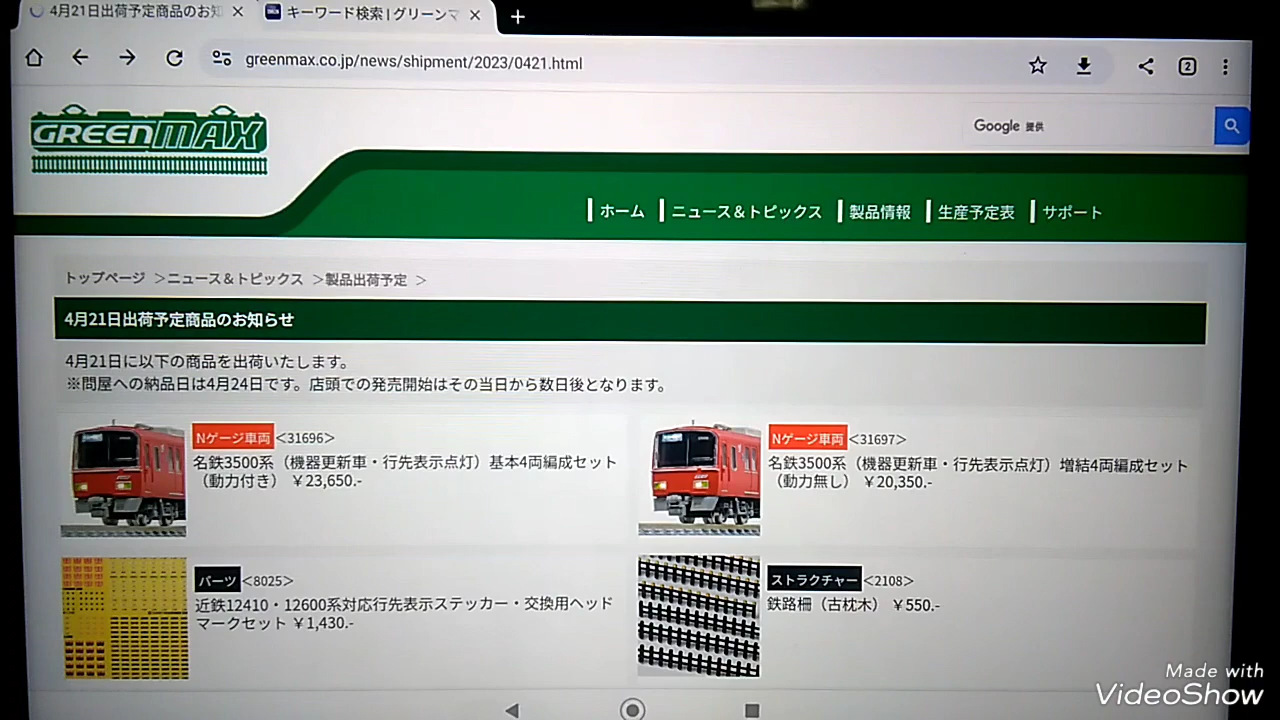 4月21日出荷予定商品のお知
キーワード検索 | グリーンマ
greenmax.co.jp/news/shipment/2023/0421.html
2
GREENMAX
Google 提供
ホーム ニュース＆トピックス 製品情報 生産予定表 サポート
トップページ ＞ニュース＆トピックス ＞製品出荷予定 ＞
4月21日出荷予定商品のお知らせ
4月21日に以下の商品を出荷いたします。
※問屋への納品日は4月24日です。店頭での発売開始はその当日から数日後となります。
Nゲージ車両 ＜31696＞
名鉄3500系（機器更新車・行先表示点灯）基本4両編成セット
（動力付き） ￥23,650.-
Nゲージ車両 ＜31697＞
名鉄3500系（機器更新車・行先表示点灯）増結4両編成セット
（動力無し） ￥20,350.-
パーツ ＜8025＞
近鉄12410・12600系対応行先表示ステッカー・交換用ヘッド
マークセット ￥1,430.-
ストラクチャー ＜2108＞
鉄路柵（古枕木） ￥550.-
Made with
VideoShow